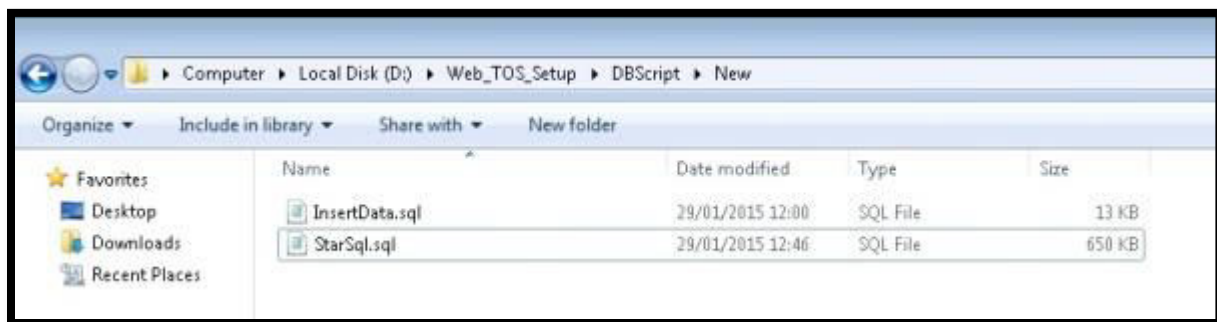 Computer ▸ Local Disk (D:) ▸ Web_TOS_Setup ▸ DBScript ▸ New
Organize Include in library Share with New folder
Favorites
Desktop
Downloads
Recent Places
Name Date modified Type Size
InsertData.sql 29/01/2015 12:00 SQL File 13 KB
StarSql.sql 29/01/2015 12:46 SQL File 650 KB